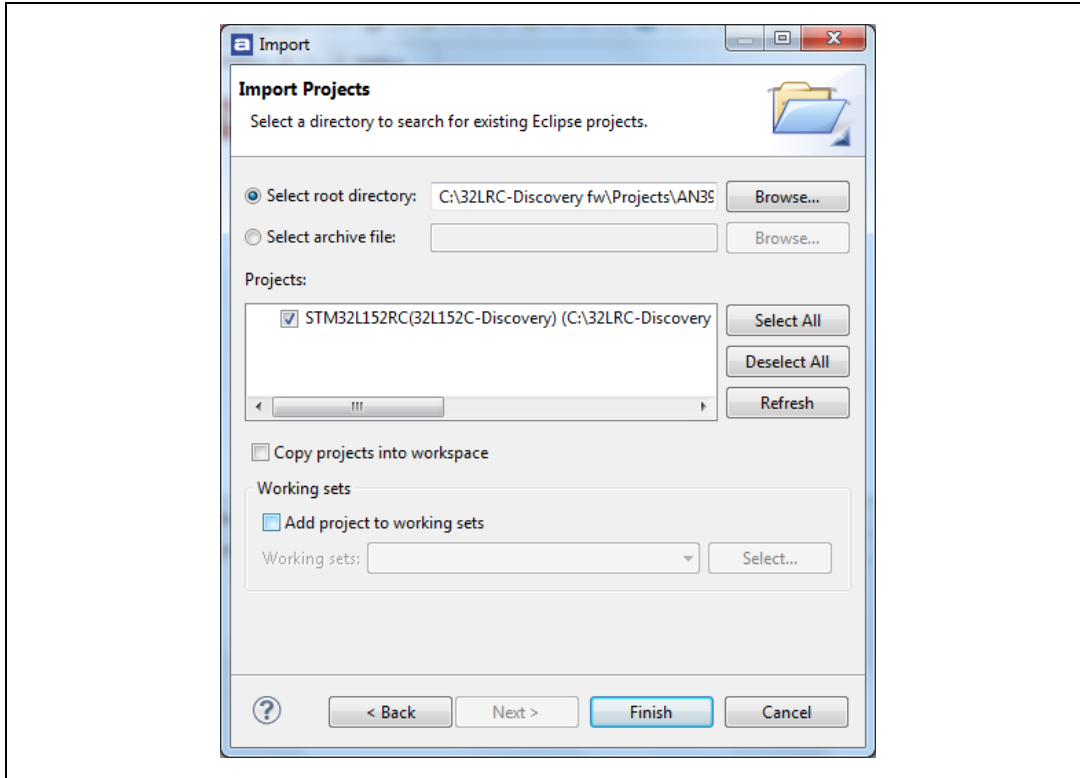 a Import
Import Projects
Select a directory to search for existing Eclipse projects.
Select root directory: C:\32LRC-Discovery fw\Projects\AN39 Browse...
Select archive file: Browse...
Projects:
STM32L152RC(32L152C-Discovery) (C:\32LRC-Discovery Select All
Deselect All
Refresh
Copy projects into workspace
Working sets
Add project to working sets
Working sets: Select...
? < Back Next > Finish Cancel